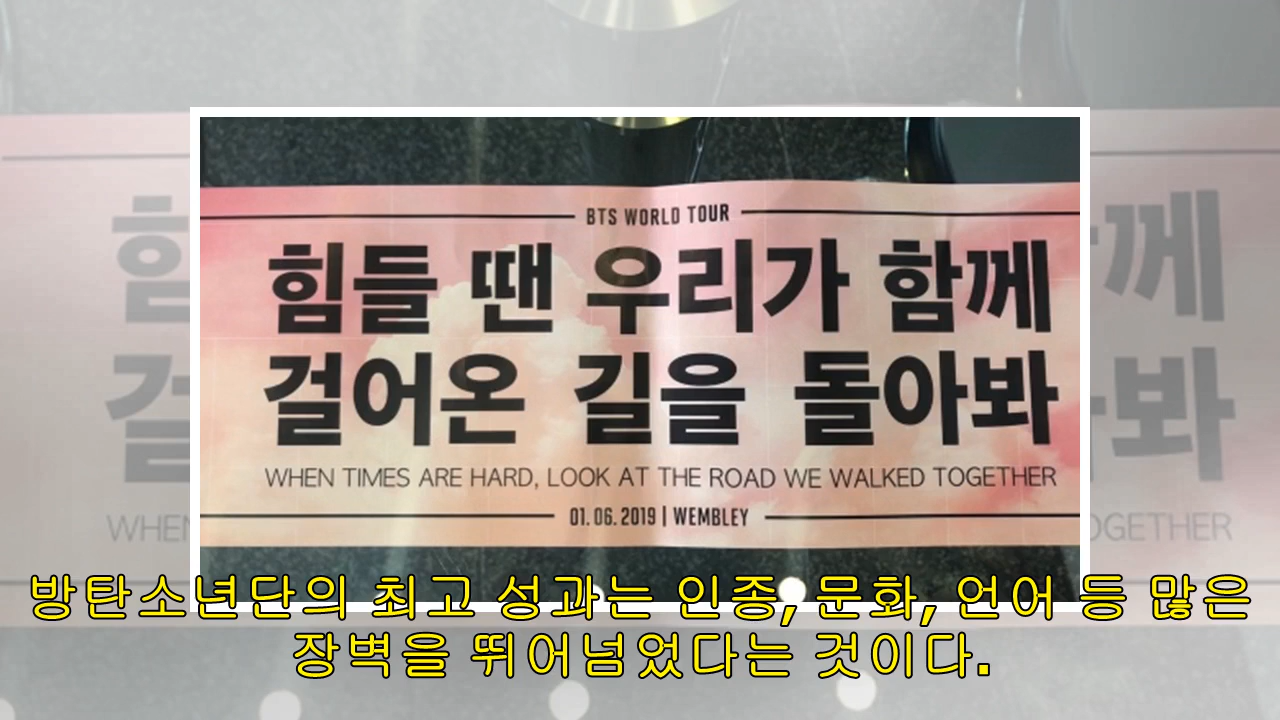 BTS WORLD TOUR
힘들 땐 우리가 함께
걸어온 길을 돌아봐
WHEN TIMES ARE HARD, LOOK AT THE ROAD WE WALKED TOGETHER
01.06.2019 | WEMBLEY
방탄소년단의 최고 성과는 인종, 문화, 언어 등 많은
장벽을 뛰어넘었다는 것이다.